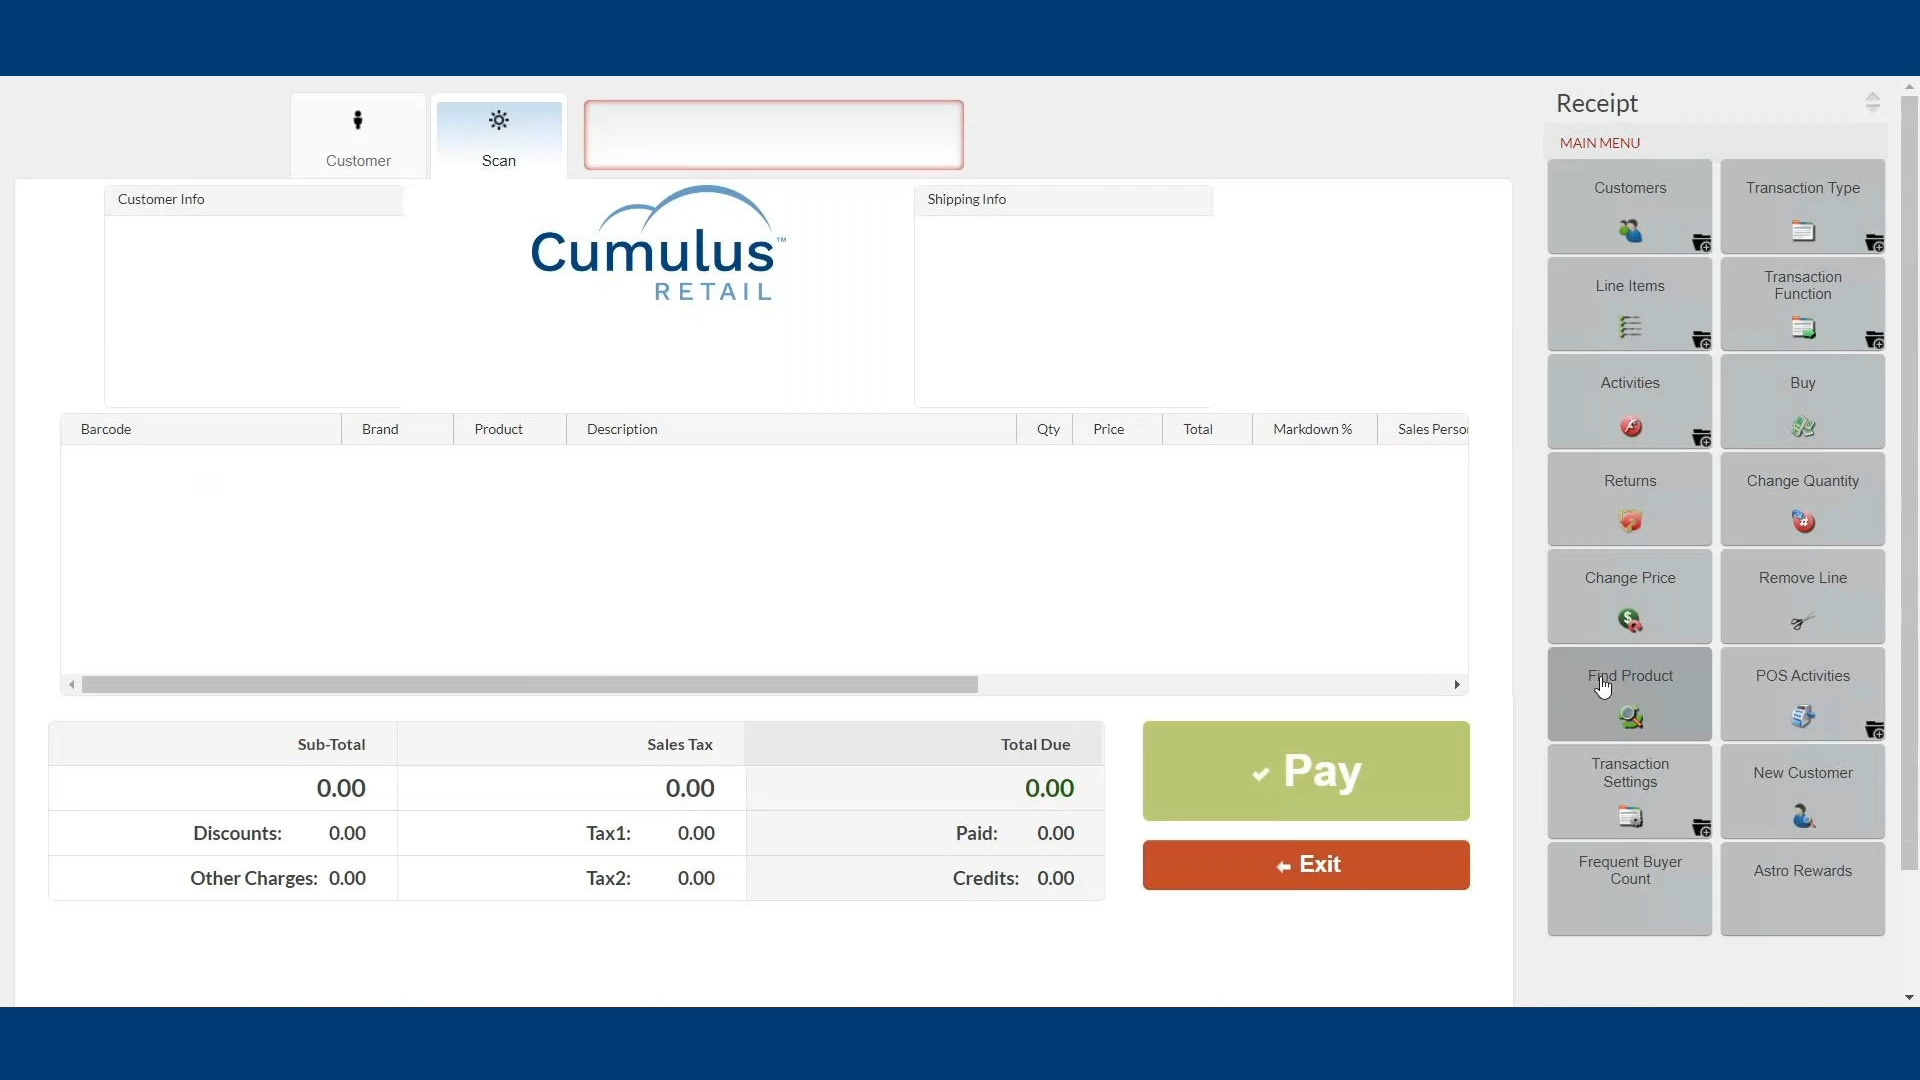 Customer
Scan
Customer Info
Cumulus™
RETAIL
Shipping Info
Barcode Brand Product Description Qty Price Total Markdown % Sales Perso
Sub-Total Sales Tax Total Due
0.00 0.00 0.00
Discounts: 0.00 Tax1: 0.00 Paid: 0.00
Other Charges: 0.00 Tax2: 0.00 Credits: 0.00
Pay
Exit
Receipt
MAIN MENU
Customers
Transaction Type
Line Items
Transaction
Function
Activities
Buy
Returns
Change Quantity
Change Price
Remove Line
Find Product
POS Activities
Transaction
Settings
New Customer
Frequent Buyer
Count
Astro Rewards